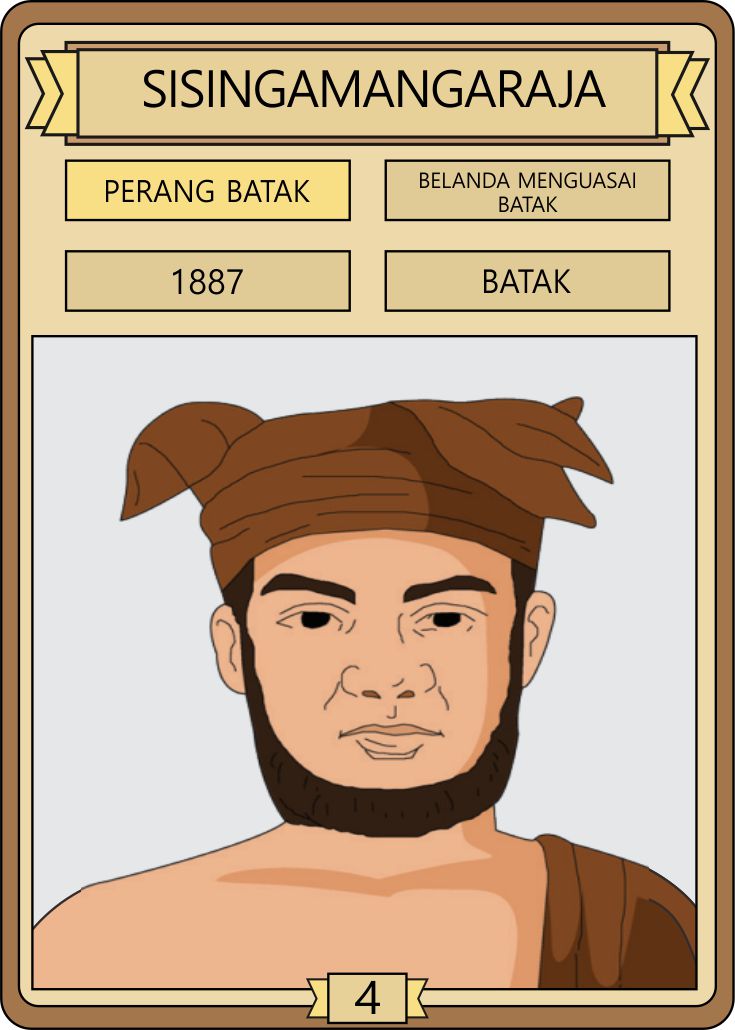 SISINGAMANGARAJA
PERANG BATAK
BELANDA MENGUASAI
BATAK
1887
BATAK
4